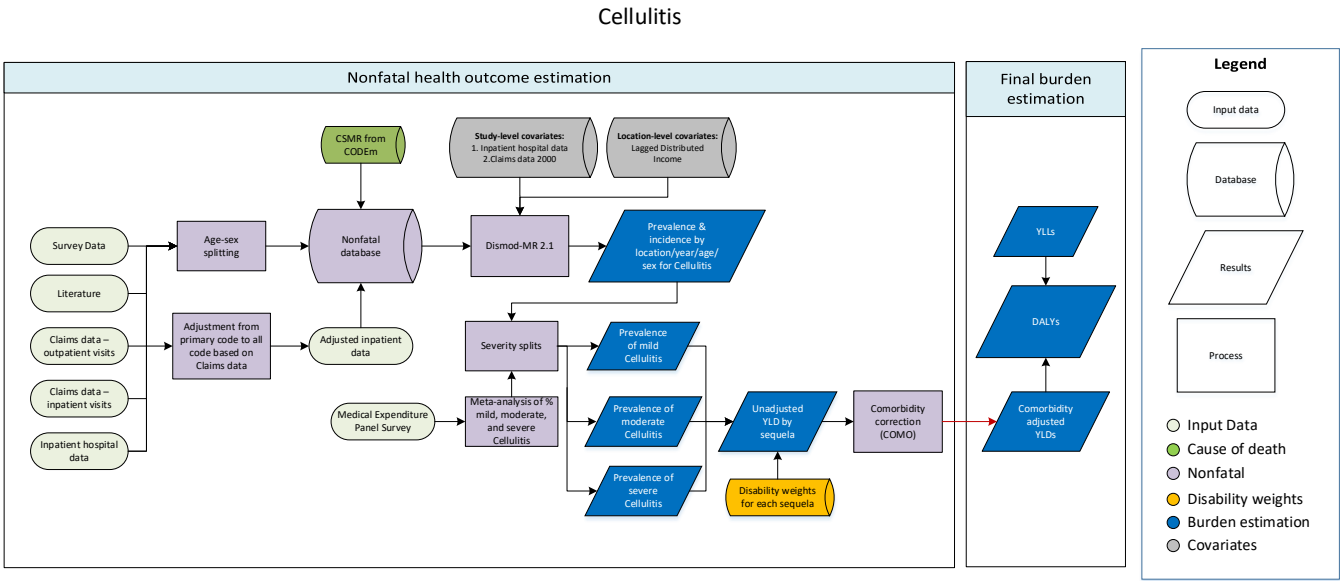 Cellulitis
Nonfatal health outcome estimation
CSMR from
CODEm
Study-level covariates:
1. Inpatient hospital data
2.Claims data 2000
Location-level covariates:
Lagged Distributed
Income
Survey Data
Age-sex
splitting
Nonfatal
database
Dismod-MR 2.1
Prevalence &
incidence by
location/year/age/
sex for Cellulitis
Literature
Claims data –
outpatient visits
Adjustment from
primary code to all
code based on
Claims data
Adjusted inpatient
data
Severity splits
Prevalence
of mild
Cellulitis
Claims data –
inpatient visits
Inpatient hospital
data
Medical Expenditure
Panel Survey
Meta-analysis of %
mild, moderate,
and severe
Cellulitis
Prevalence of
moderate
Cellulitis
Unadjusted
YLD by
sequela
Comorbidity
correction
(COMO)
Prevalence of
severe
Cellulitis
Disability weights
for each sequela
Final burden
estimation
YLLs
DALYs
Comorbidity
adjusted
YLDs
Legend
Input data
Database
Results
Process
Input Data
Cause of death
Nonfatal
Disability weights
Burden estimation
Covariates